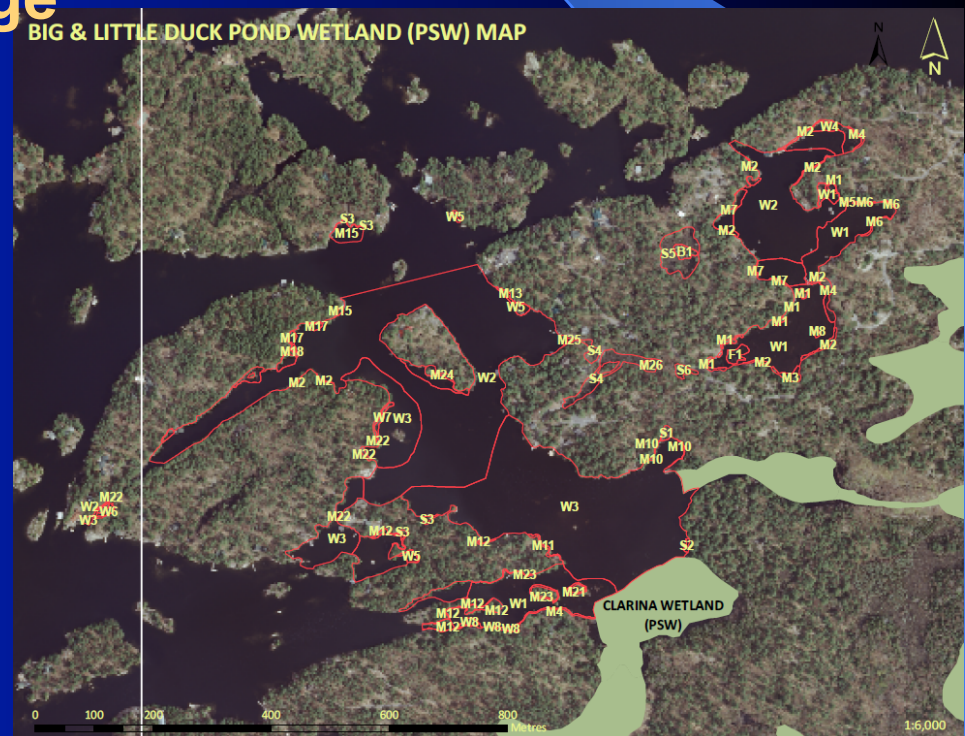 ge
BIG & LITTLE DUCK POND WETLAND (PSW) MAP
N
N
M2 W4 M4
M2 M2 M1
W1 M5 M6 M6
M7 W2 M6
M2 W1
S3 S3 W5
M15
S5 B1
M7 M7 M2
M13 M1 M4
W5 M1
M15
M17 M1 M8
M17 M25 M1 W1 M2
M18 S4 F1
M26 M1 M2
S6
M24 W2 S4 M3
M2 M2
W7 W3
M22 S1
M22 M10 M10
M10
M22
W2 W6
W3
W3
M22 S3
W3 M12 S3
M12 M11 S2
W5
M23
M23 M21
M12 W1
M12 M12 M4
M12 W8 W8 W8
CLARINA WETLAND
(PSW)
0 100 200 400 600 800
Metres
1:6,000